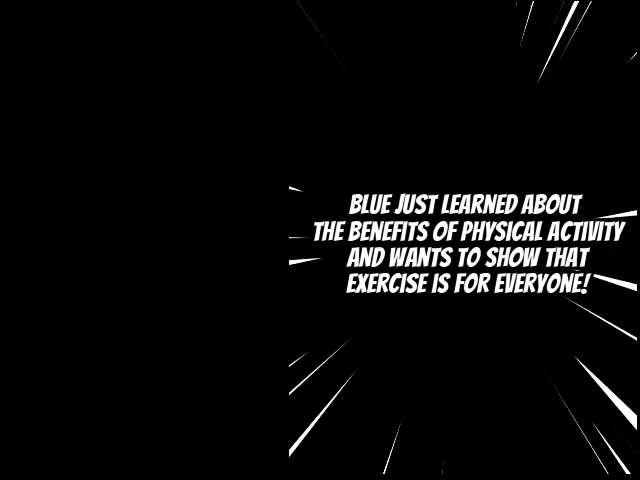 BLUE JUST LEARNED ABOUT
THE BENEFITS OF PHYSICAL ACTIVITY
AND WANTS TO SHOW THAT
EXERCISE IS FOR EVERYONE!